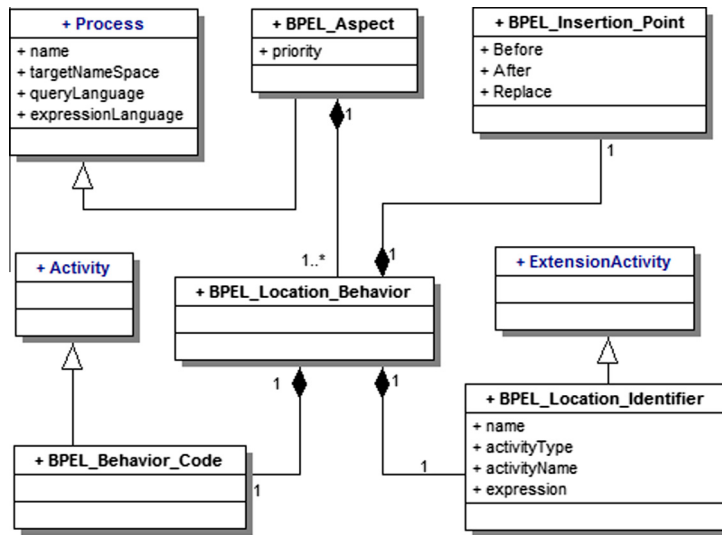 + Process
+ name
+ targetNameSpace
+ queryLanguage
+ expressionLanguage
+ BPEL_Aspect
+ priority
+ BPEL_Insertion_Point
+ Before
+ After
+ Replace
1
1
1..*
1
+ Activity
+ BPEL_Location_Behavior
+ ExtensionActivity
1
1
+ BPEL_Behavior_Code
1
1
+ BPEL_Location_Identifier
+ name
+ activityType
+ activityName
+ expression